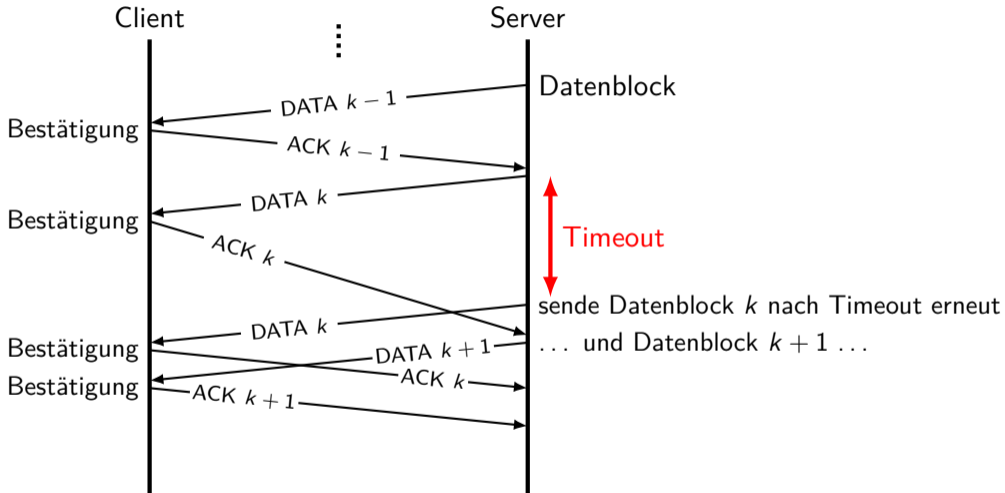 Client
Server
DATA k − 1
Datenblock
Bestätigung
ACK k − 1
DATA k
Bestätigung
ACK k
Timeout
sende Datenblock k nach Timeout erneut
DATA k
... und Datenblock k + 1 ...
Bestätigung
DATA k + 1
ACK k
Bestätigung
ACK k + 1